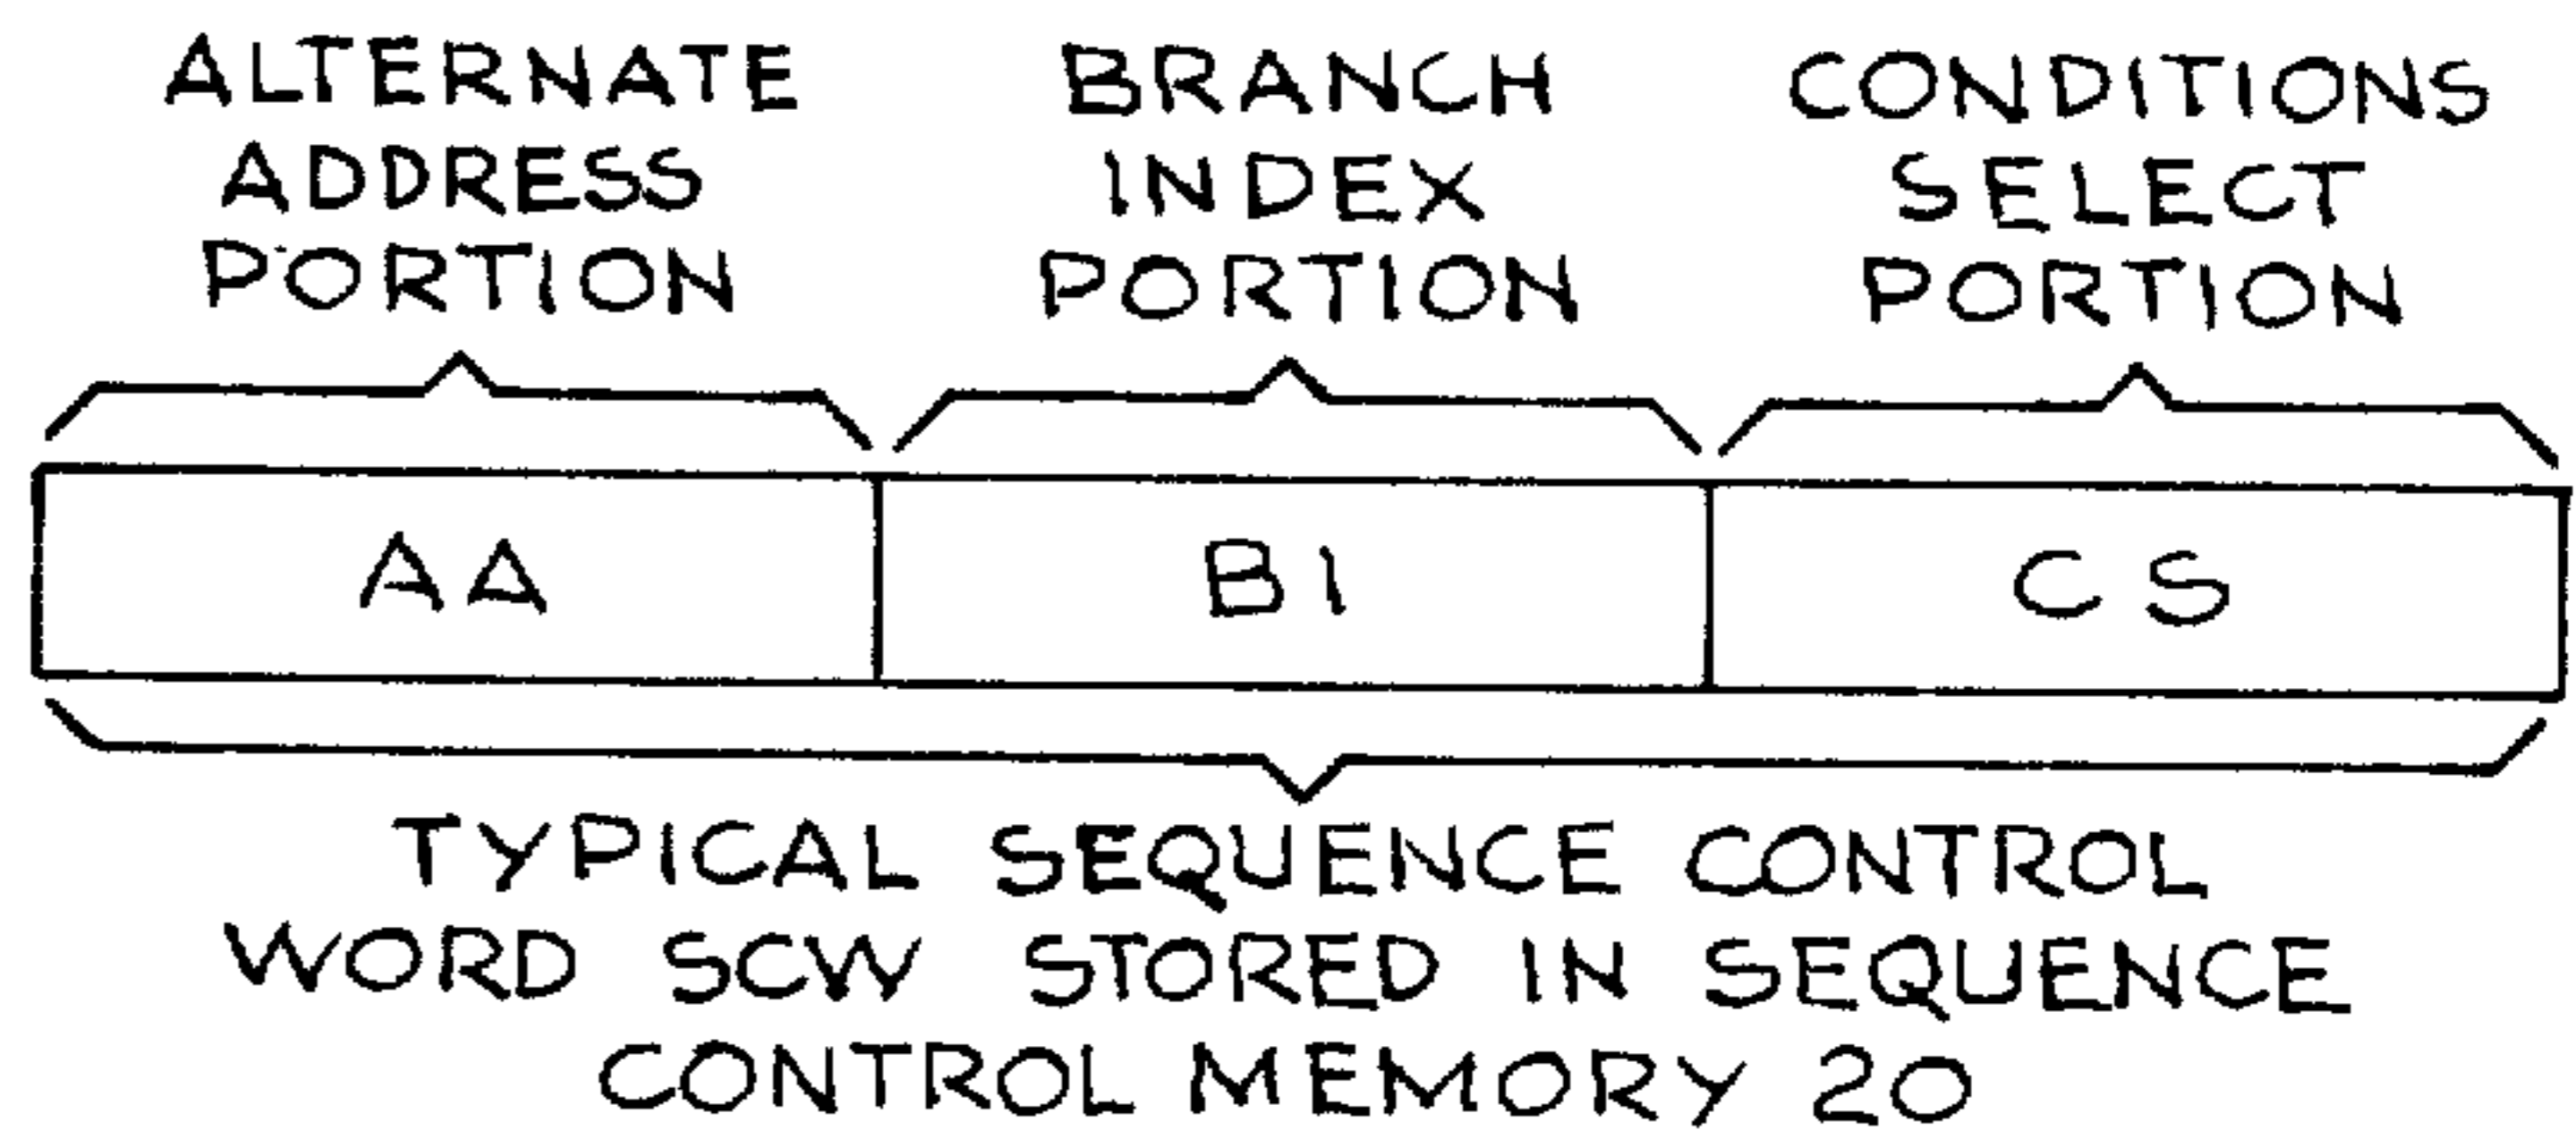 ALTERNATE
ADDRESS
PORTION
BRANCH
INDEX
PORTION
CONDITIONS
SELECT
PORTION
AA
BI
CS
TYPICAL SEQUENCE CONTROL
WORD SCW STORED IN SEQUENCE
CONTROL MEMORY 20